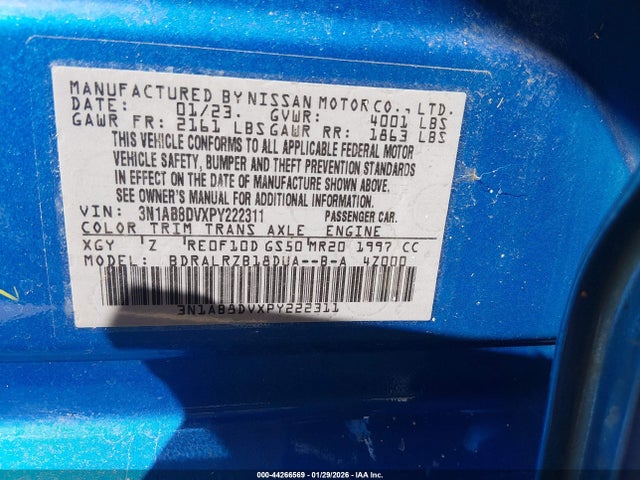 MANUFACTURED BY NISSAN MOTOR CO., LTD.
DATE: 01/23. GVWR: 4001 LBS
GAWR FR: 2161 LBS GAWR RR: 1863 LBS
THIS VEHICLE CONFORMS TO ALL APPLICABLE FEDERAL MOTOR
VEHICLE SAFETY, BUMPER AND THEFT PREVENTION STANDARDS
IN EFFECT ON THE DATE OF MANUFACTURE SHOWN ABOVE.
SEE OWNER'S MANUAL FOR ADDITIONAL INFORMATION.
VIN: 3N1AB8DVXPY222311 PASSENGER CAR.
COLOR TRIM TRANS AXLE ENGINE
XGY Z RE0F10D GS50 MR20 1997 CC
MODEL: BDRALRZB18DUA--B-A 4Z000
3N1AB8DVXPY222311
000-44266569 - 01/29/2026 - IAA Inc.